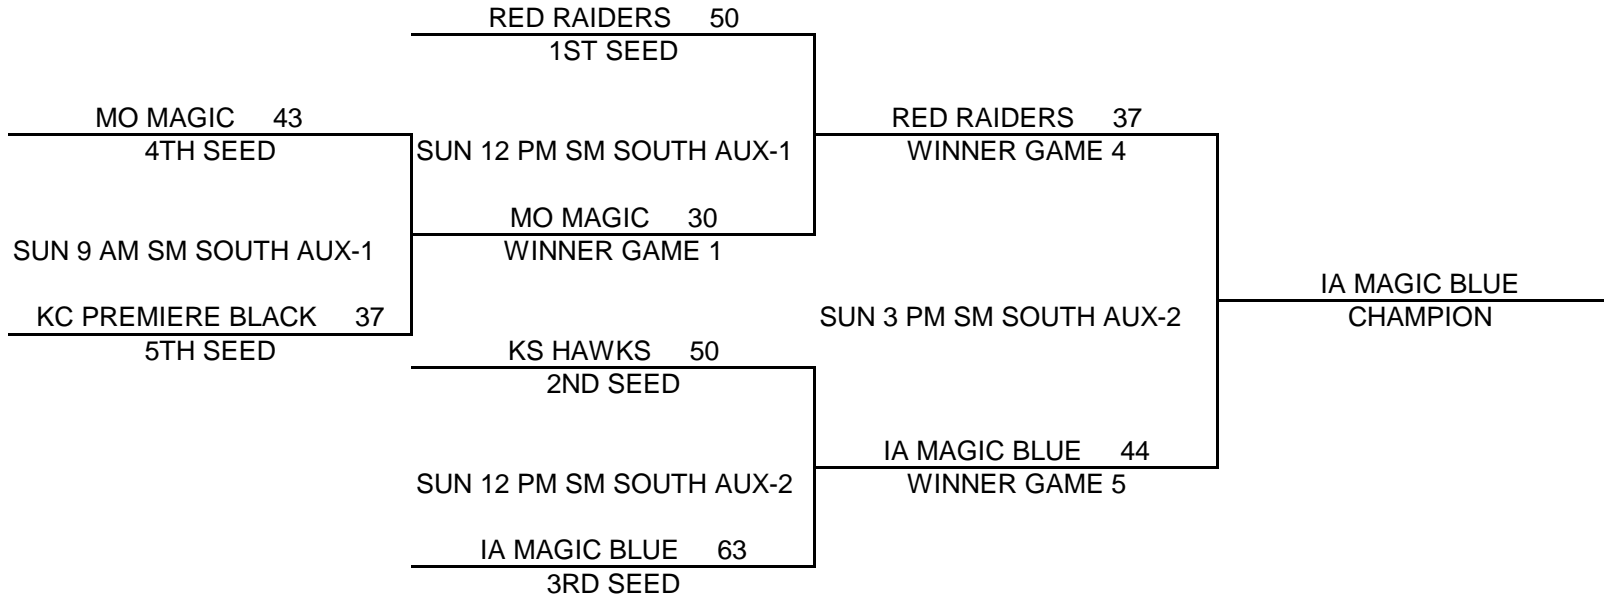 RED RAIDERS 50
1ST SEED
MO MAGIC 43
RED RAIDERS 37
4TH SEED
SUN 12 PM SM SOUTH AUX-1
WINNER GAME 4
MO MAGIC 30
SUN 9 AM SM SOUTH AUX-1
WINNER GAME 1
IA MAGIC BLUE
KC PREMIERE BLACK 37
SUN 3 PM SM SOUTH AUX-2
CHAMPION
5TH SEED
KS HAWKS 50
2ND SEED
IA MAGIC BLUE 44
SUN 12 PM SM SOUTH AUX-2
WINNER GAME 5
IA MAGIC BLUE 63
3RD SEED